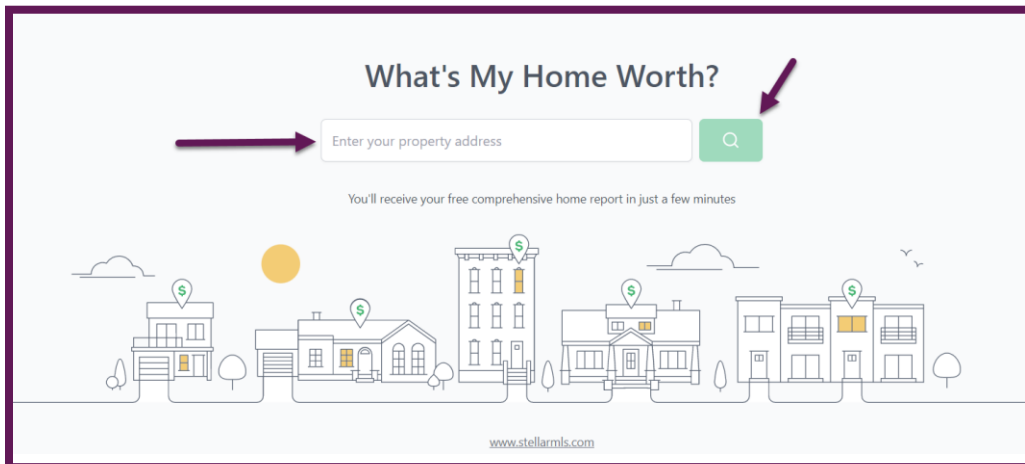 What's My Home Worth?
Enter your property address
You'll receive your free comprehensive home report in just a few minutes
$
$
$
$
$
www.stellarmls.com